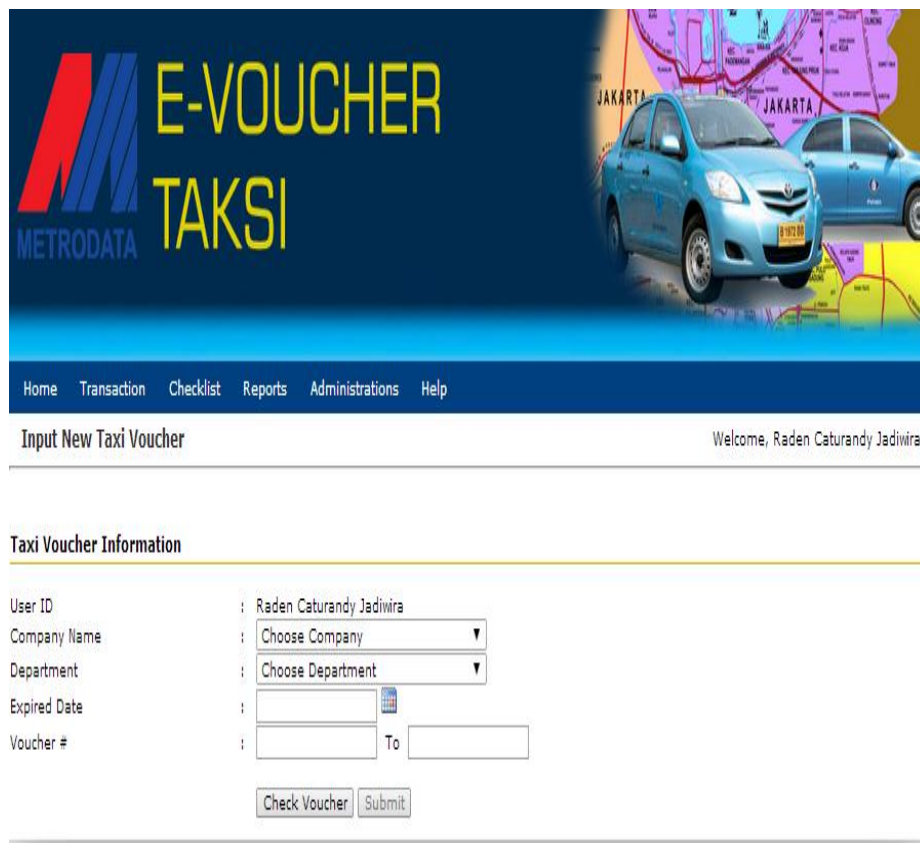 E-VOUCHER
TAKSI
METRODATA
JAKARTA
JAKARTA
B 1972 BG
Home Transaction Checklist Reports Administrations Help
Input New Taxi Voucher
Welcome, Raden Caturandy Jadiwira
Taxi Voucher Information
User ID : Raden Caturandy Jadiwira
Company Name : Choose Company
Department : Choose Department
Expired Date :
Voucher # : To
Check Voucher Submit